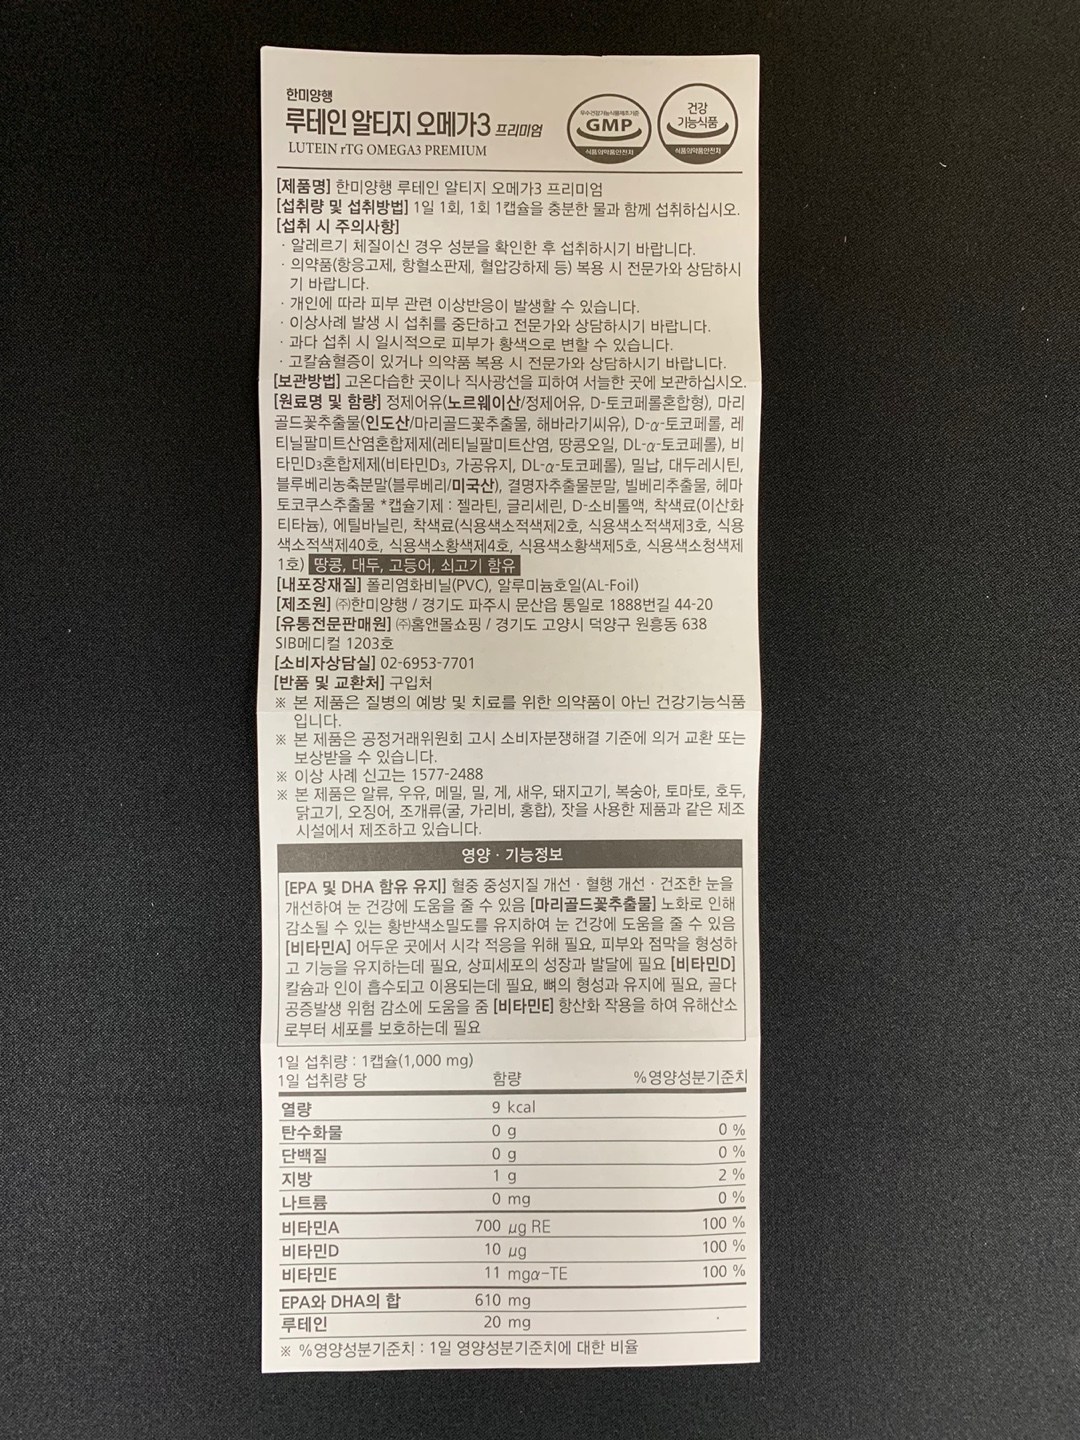 한미양행
루테인 알티지 오메가3 프리미엄
LUTEIN rTG OMEGA3 PREMIUM
우수건강기능식품제조기준
GMP
식품의약품안전처
건강
기능식품
식품의약품안전처
[제품명] 한미양행 루테인 알티지 오메가3 프리미엄
[섭취량 및 섭취방법] 1일 1회, 1회 1캡슐을 충분한 물과 함께 섭취하십시오.
[섭취 시 주의사항]
· 알레르기 체질이신 경우 성분을 확인한 후 섭취하시기 바랍니다.
· 의약품(항응고제, 항혈소판제, 혈압강하제 등) 복용 시 전문가와 상담하시
기 바랍니다.
· 개인에 따라 피부 관련 이상반응이 발생할 수 있습니다.
· 이상사례 발생 시 섭취를 중단하고 전문가와 상담하시기 바랍니다.
· 과다 섭취 시 일시적으로 피부가 황색으로 변할 수 있습니다.
· 고칼슘혈증이 있거나 의약품 복용 시 전문가와 상담하시기 바랍니다.
[보관방법] 고온다습한 곳이나 직사광선을 피하여 서늘한 곳에 보관하십시오.
[원료명 및 함량] 정제어유(노르웨이산/정제어유, D-토코페롤혼합형), 마리
골드꽃추출물(인도산/마리골드꽃추출물, 해바라기씨유), D-α-토코페롤, 레
티닐팔미트산염혼합제제(레티닐팔미트산염, 땅콩오일, DL-α-토코페롤), 비
타민D3혼합제제(비타민D3, 가공유지, DL-α-토코페롤), 밀납, 대두레시틴,
블루베리농축분말(블루베리/미국산), 결명자추출물분말, 빌베리추출물, 헤마
토코쿠스추출물 *캡슐기제 : 젤라틴, 글리세린, D-소비톨액, 착색료(이산화
티타늄), 에틸바닐린, 착색료(식용색소적색제2호, 식용색소적색제3호, 식용
색소적색제40호, 식용색소황색제4호, 식용색소황색제5호, 식용색소청색제
1호) 땅콩, 대두, 고등어, 쇠고기 함유
[내포장재질] 폴리염화비닐(PVC), 알루미늄호일(AL-Foil)
[제조원] ㈜한미양행 / 경기도 파주시 문산읍 통일로 1888번길 44-20
[유통전문판매원] ㈜홈앤몰쇼핑 / 경기도 고양시 덕양구 원흥동 638
SIB메디컬 1203호
[소비자상담실] 02-6953-7701
[반품 및 교환처] 구입처
※ 본 제품은 질병의 예방 및 치료를 위한 의약품이 아닌 건강기능식품
입니다.
※ 본 제품은 공정거래위원회 고시 소비자분쟁해결 기준에 의거 교환 또는
보상받을 수 있습니다.
※ 이상 사례 신고는 1577-2488
※ 본 제품은 알류, 우유, 메밀, 밀, 게, 새우, 돼지고기, 복숭아, 토마토, 호두,
닭고기, 오징어, 조개류(굴, 가리비, 홍합), 잣을 사용한 제품과 같은 제조
시설에서 제조하고 있습니다.
영양 · 기능정보
[EPA 및 DHA 함유 유지] 혈중 중성지질 개선 · 혈행 개선 · 건조한 눈을
개선하여 눈 건강에 도움을 줄 수 있음 [마리골드꽃추출물] 노화로 인해
감소될 수 있는 황반색소밀도를 유지하여 눈 건강에 도움을 줄 수 있음
[비타민A] 어두운 곳에서 시각 적응을 위해 필요, 피부와 점막을 형성하
고 기능을 유지하는데 필요, 상피세포의 성장과 발달에 필요 [비타민D]
칼슘과 인이 흡수되고 이용되는데 필요, 뼈의 형성과 유지에 필요, 골다
공증발생 위험 감소에 도움을 줌 [비타민E] 항산화 작용을 하여 유해산소
로부터 세포를 보호하는데 필요
1일 섭취량 : 1캡슐(1,000 mg)
1일 섭취량 당 함량 %영양성분기준치
열량 9 kcal
탄수화물 0 g 0 %
단백질 0 g 0 %
지방 1 g 2 %
나트륨 0 mg 0 %
비타민A 700 μg RE 100 %
비타민D 10 μg 100 %
비타민E 11 mgα-TE 100 %
EPA와 DHA의 합 610 mg
루테인 20 mg
※ %영양성분기준치 : 1일 영양성분기준치에 대한 비율